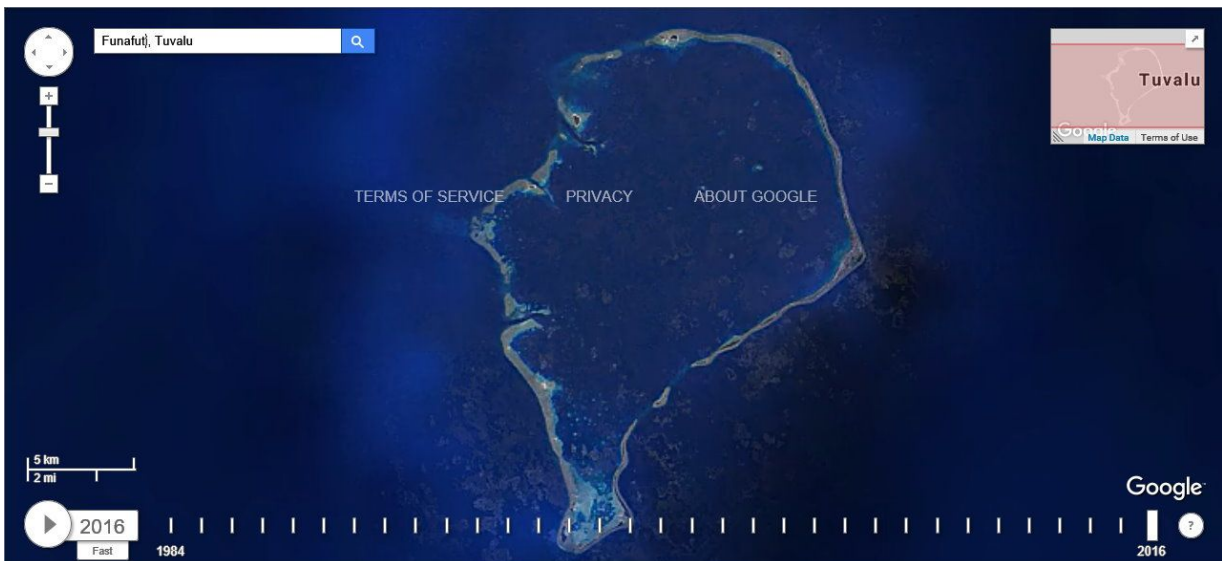 Funafuti, Tuvalu
Tuvalu
Google
Map Data
Terms of Use
TERMS OF SERVICE
PRIVACY
ABOUT GOOGLE
5 km
2 mi
Google
2016
Fast
1984
2016
?